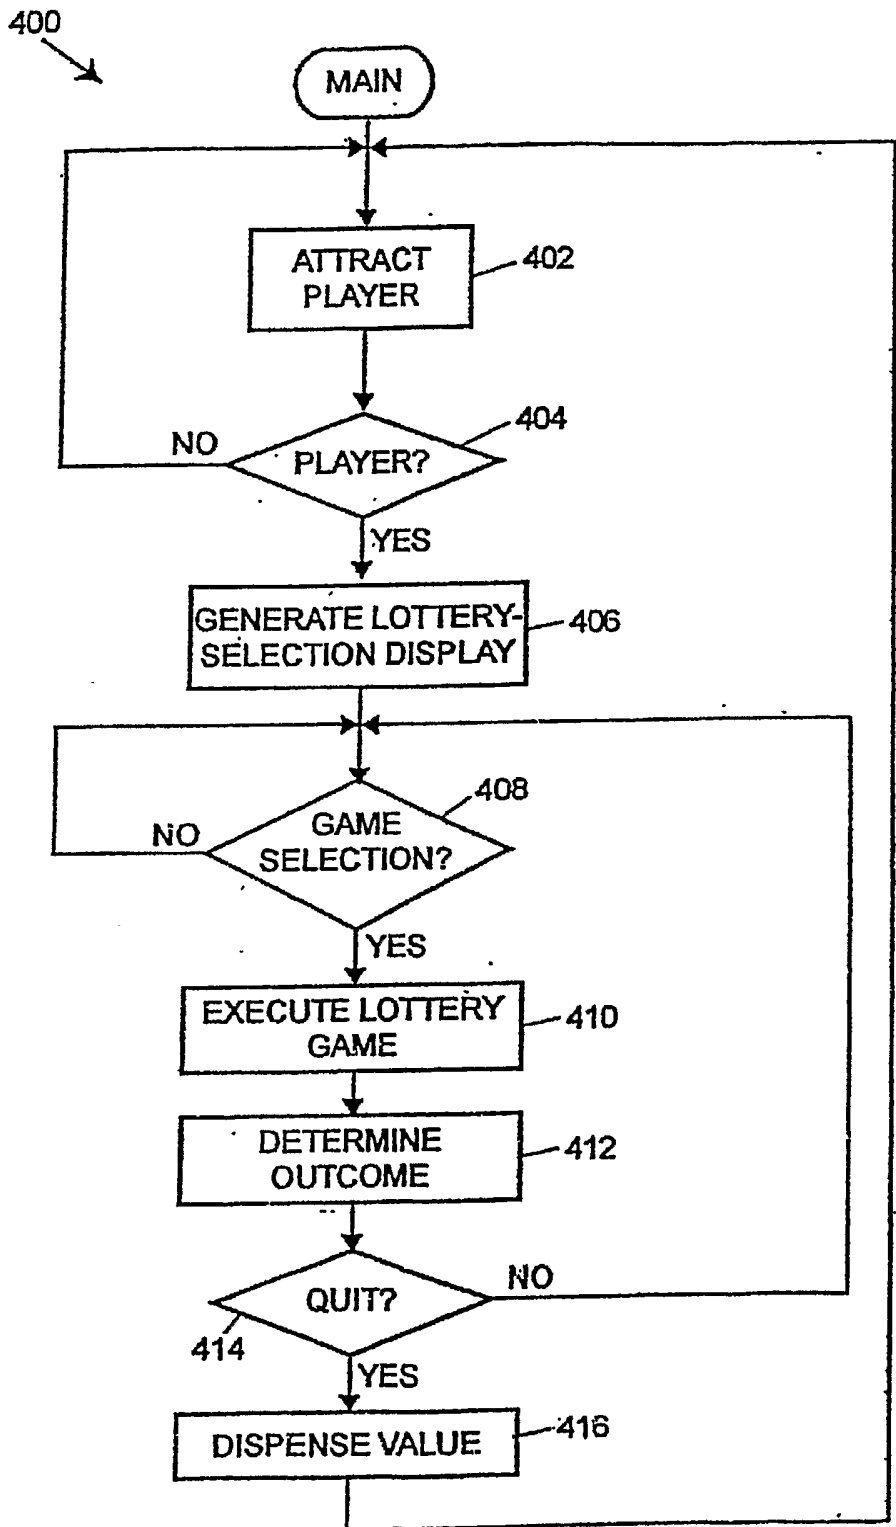 400
MAIN
ATTRACT
PLAYER
402
404
NO
PLAYER?
YES
GENERATE LOTTERY-
SELECTION DISPLAY
406
408
NO
GAME
SELECTION?
YES
EXECUTE LOTTERY
GAME
410
DETERMINE
OUTCOME
412
QUIT?
NO
414
YES
DISPENSE VALUE
416